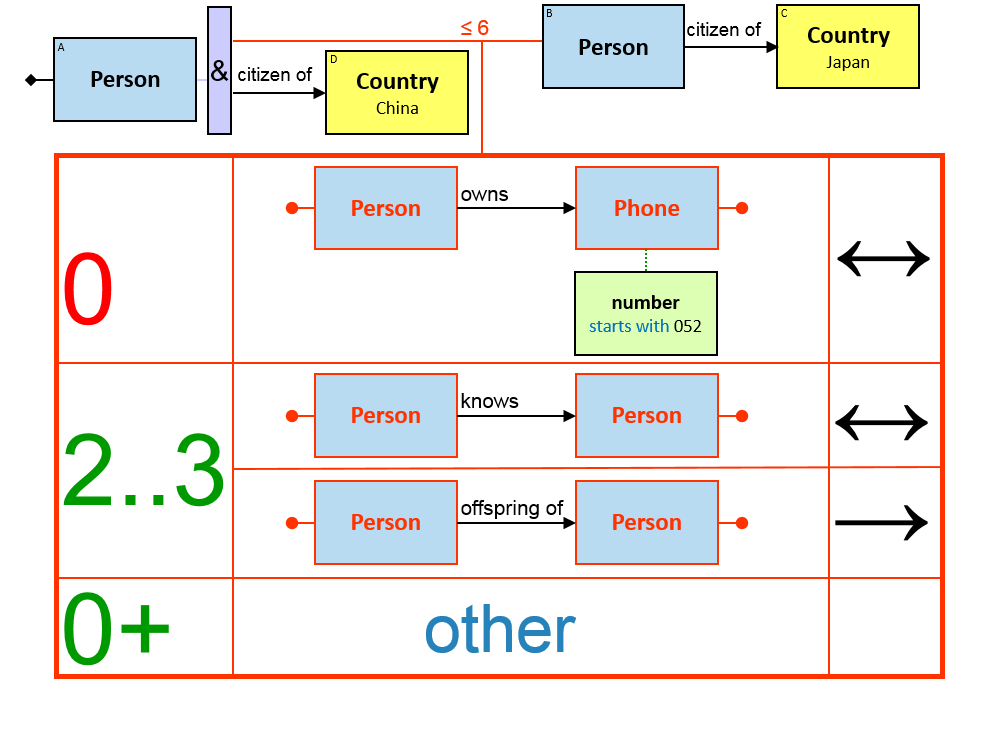 A
Person
&
≤ 6
citizen of
D
Country
China
B
Person
citizen of
C
Country
Japan
0
Person
owns
Phone
number
starts with 052
↔
2..3
Person
knows
Person
↔
Person
offspring of
Person
→
0+
other